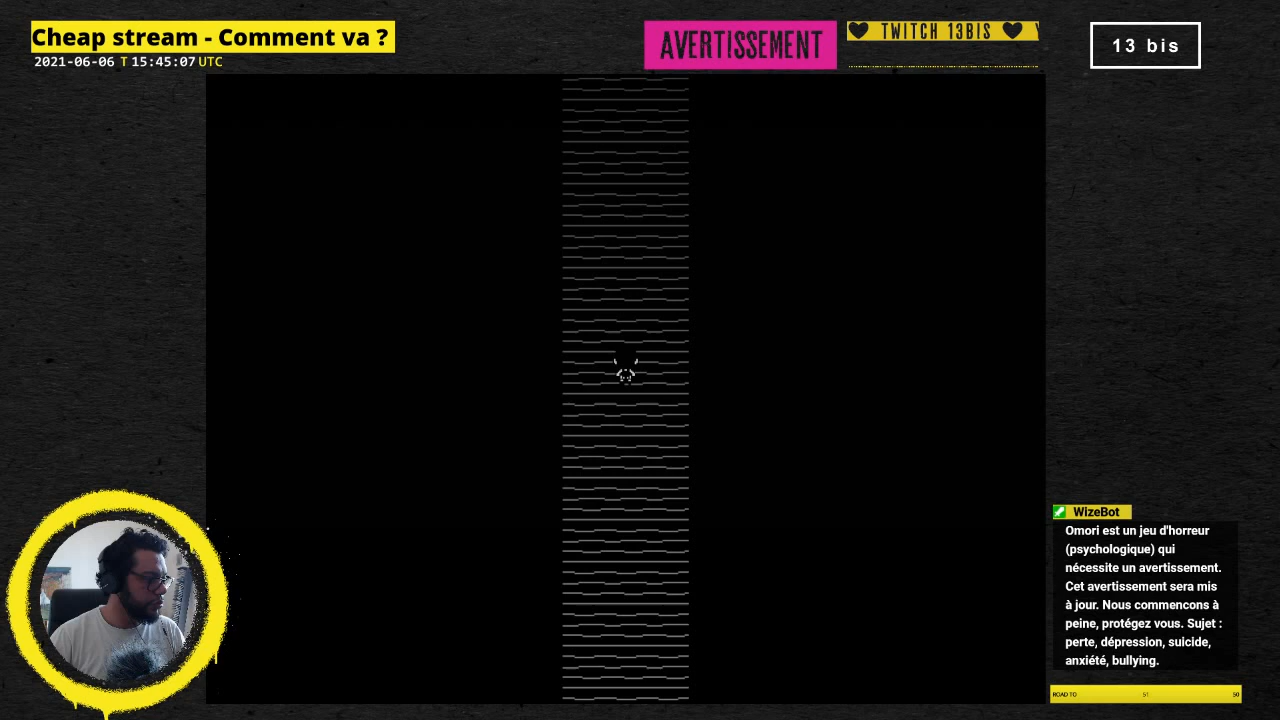 Cheap stream - Comment va ?
2021-06-06 T 15:45:07 UTC
AVERTISSEMENT
TWITCH 13BIS
13 bis
WizeBot
Omori est un jeu d'horreur
(psychologique) qui
nécessite un avertissement.
Cet avertissement sera mis
à jour. Nous commencons à
peine, protégez vous. Sujet :
perte, dépression, suicide,
anxiété, bullying.
ROAD TO 51 50